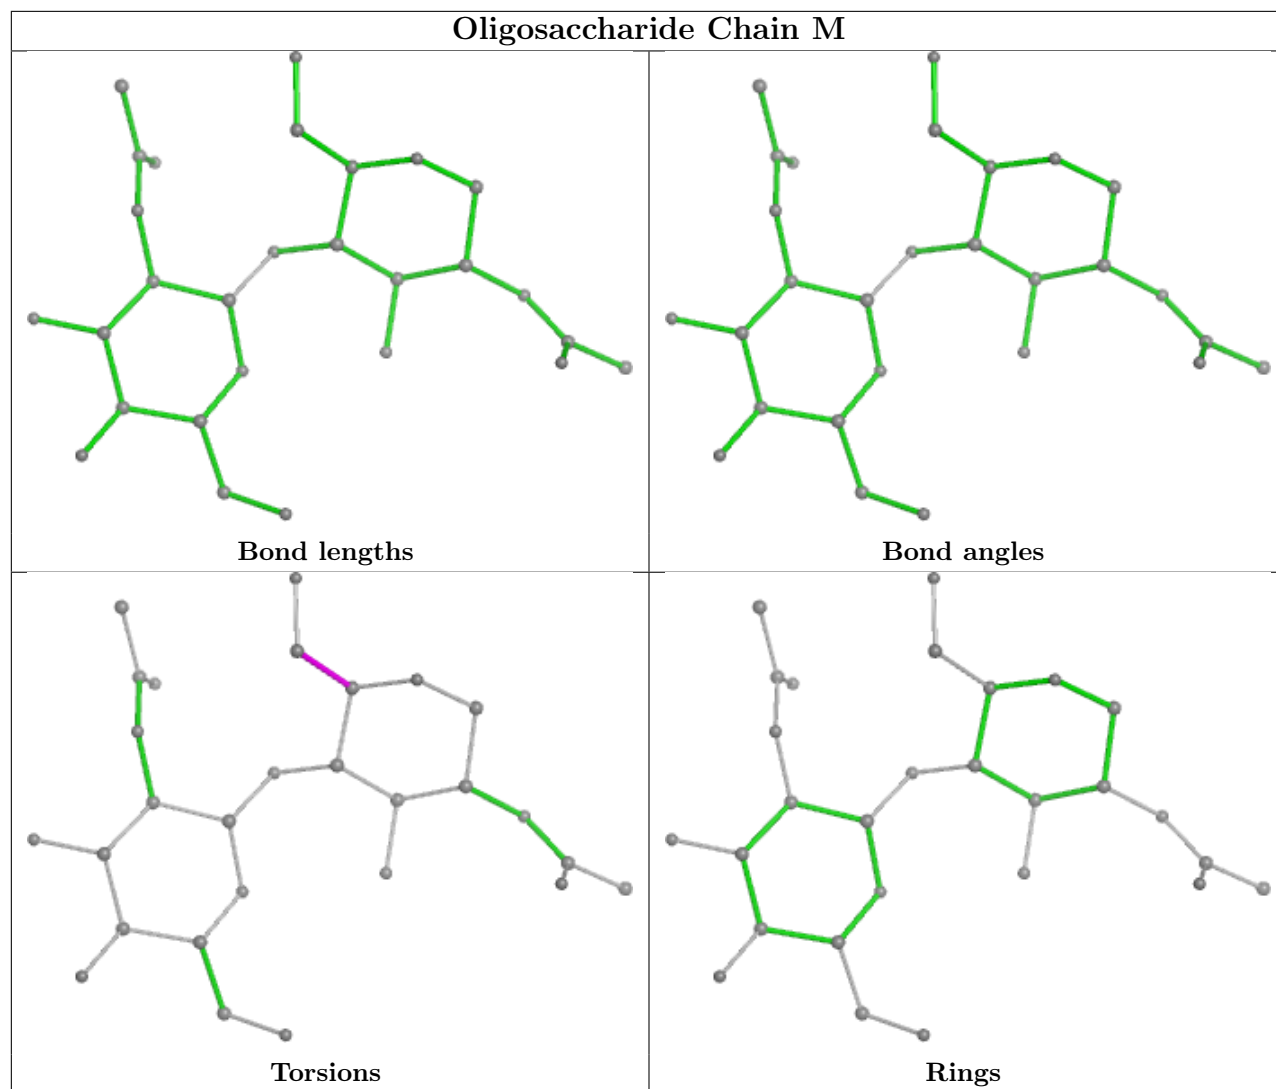 Oligosaccharide Chain M
Bond lengths
Bond angles
Torsions
Rings